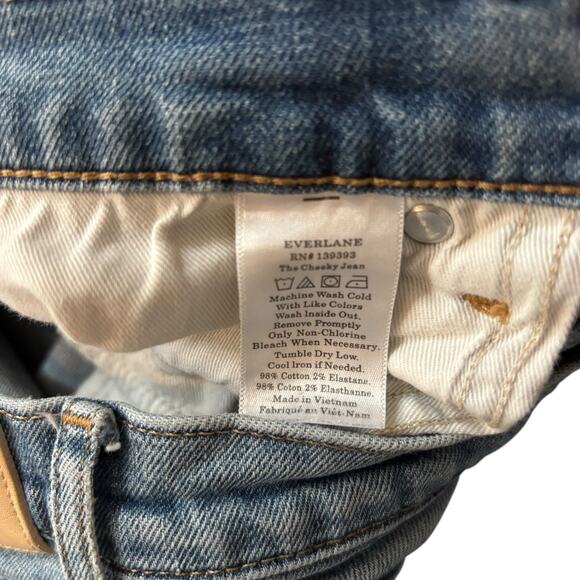 EVERLANE
RN# 139393
The Cheeky Jean
Machine Wash Cold
With Like Colors
Wash Inside Out.
Remove Promptly
Only Non-Chlorine
Bleach When Necessary.
Tumble Dry Low.
Cool Iron if Needed.
98% Cotton 2% Elastane.
98% Coton 2% Elasthanne.
Made in Vietnam
Fabriqué an Viêt-Nam